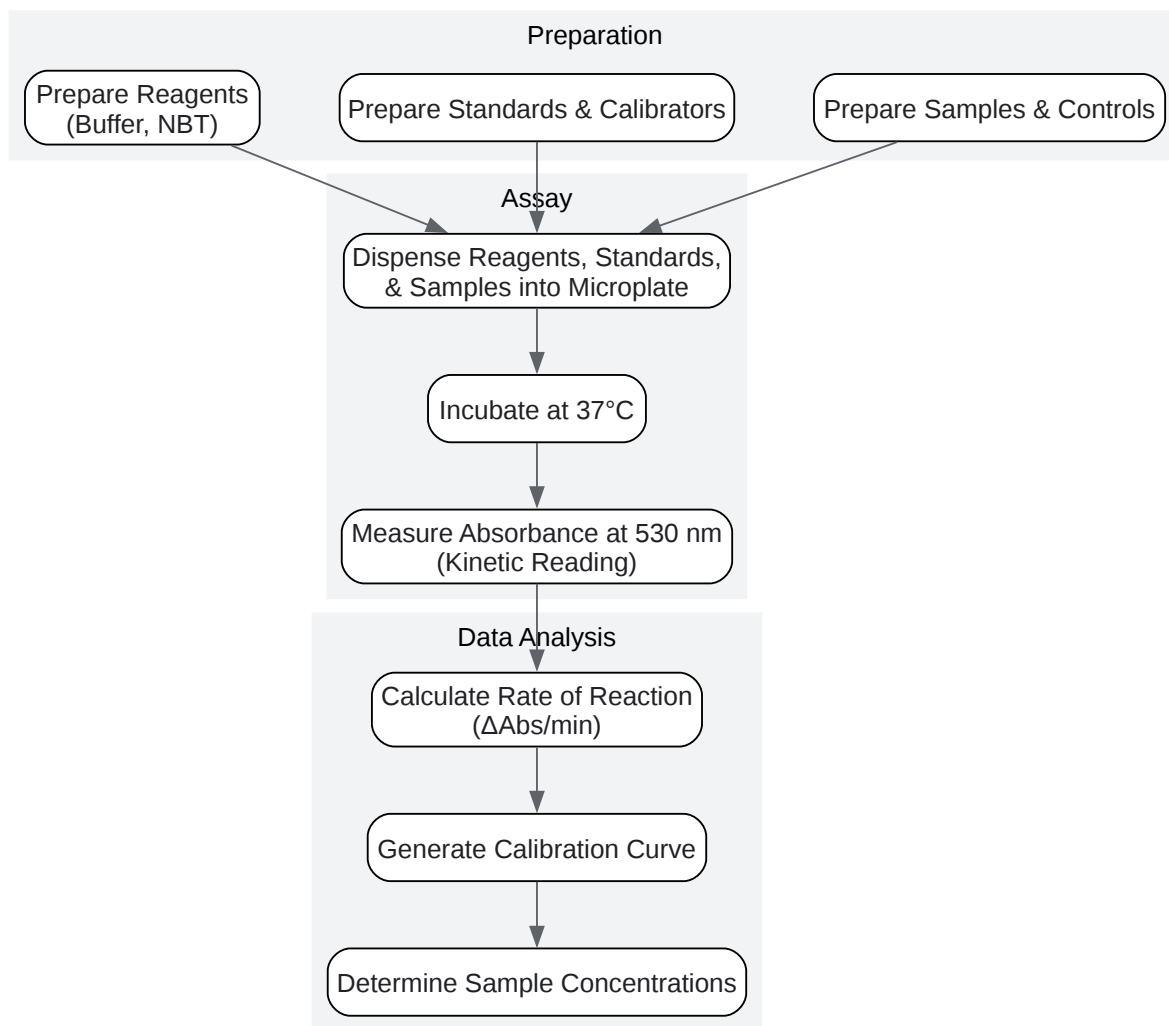 Preparation
Prepare Reagents
(Buffer, NBT)
Prepare Standards & Calibrators
Prepare Samples & Controls
Assay
Dispense Reagents, Standards,
& Samples into Microplate
Incubate at 37°C
Measure Absorbance at 530 nm
(Kinetic Reading)
Data Analysis
Calculate Rate of Reaction
(ΔAbs/min)
Generate Calibration Curve
Determine Sample Concentrations